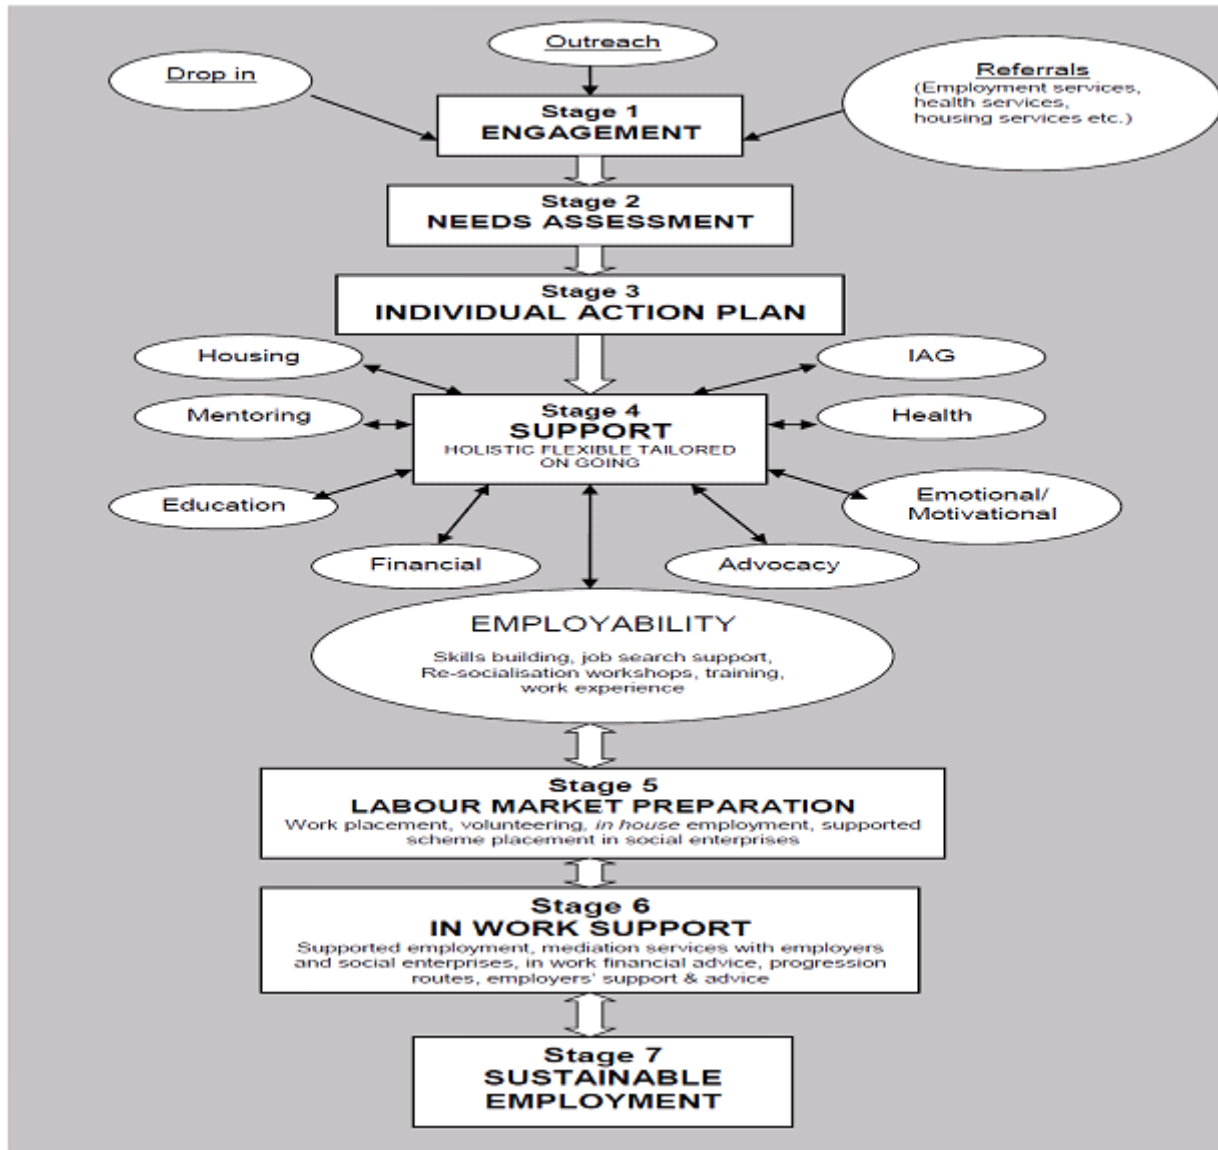 Outreach
Drop in
Referrals
(Employment services,
health services,
housing services etc.)
Stage 1
ENGAGEMENT
Stage 2
NEEDS ASSESSMENT
Stage 3
INDIVIDUAL ACTION PLAN
Housing
IAG
Mentoring
Stage 4
SUPPORT
HOLISTIC FLEXIBLE TAILORED
ON GOING
Health
Education
Emotional/
Motivational
Financial
Advocacy
EMPLOYABILITY
Skills building, job search support,
Re-socialisation workshops, training,
work experience
Stage 5
LABOUR MARKET PREPARATION
Work placement, volunteering, in house employment, supported
scheme placement in social enterprises
Stage 6
IN WORK SUPPORT
Supported employment, mediation services with employers
and social enterprises, in work financial advice, progression
routes, employers' support & advice
Stage 7
SUSTAINABLE
EMPLOYMENT